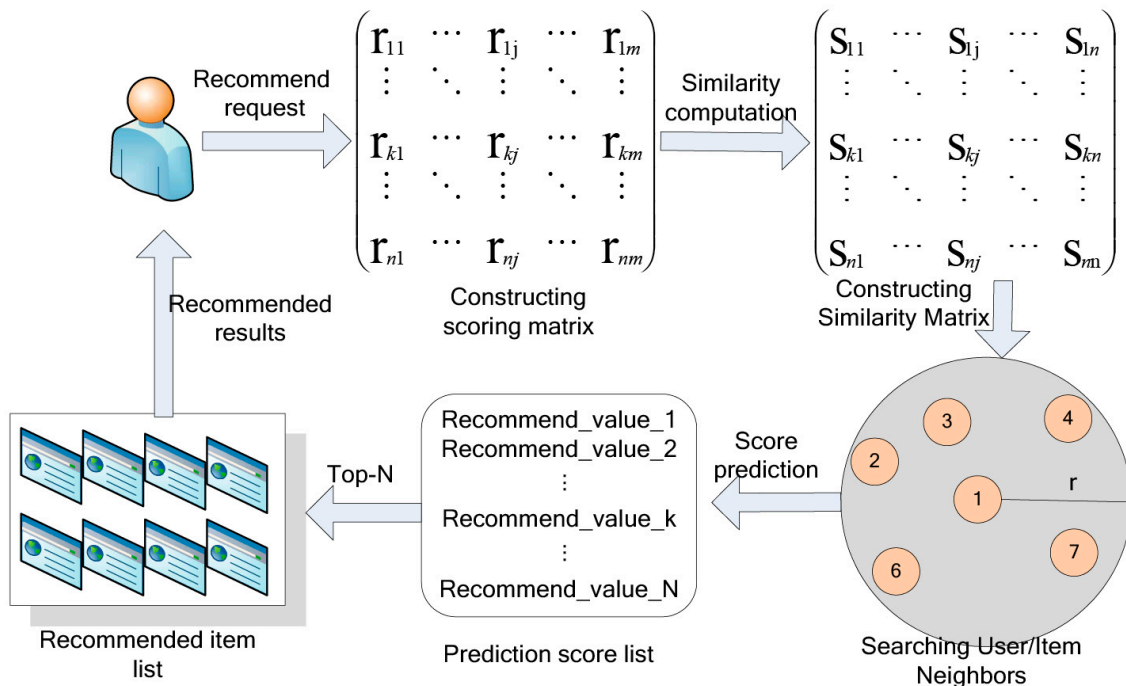 Recommend
request
r11 ⋯ r1j ⋯ r1m
⋮ ⋱ ⋮ ⋱ ⋮
rk1 ⋯ rkj ⋯ rkm
⋮ ⋱ ⋮ ⋱ ⋮
rn1 ⋯ rnj ⋯ rnm
Constructing
scoring matrix
Similarity
computation
S11 ⋯ S1j ⋯ S1n
⋮ ⋱ ⋮ ⋱ ⋮
Sk1 ⋯ Skj ⋯ Skn
⋮ ⋱ ⋮ ⋱ ⋮
Sn1 ⋯ Snj ⋯ Snn
Constructing
Similarity Matrix
3
4
2
1
r
7
6
Searching User/Item
Neighbors
Score
prediction
Recommend_value_1
Recommend_value_2
⋮
Recommend_value_k
⋮
Recommend_value_N
Prediction score list
Top-N
Recommended item
list
Recommended
results